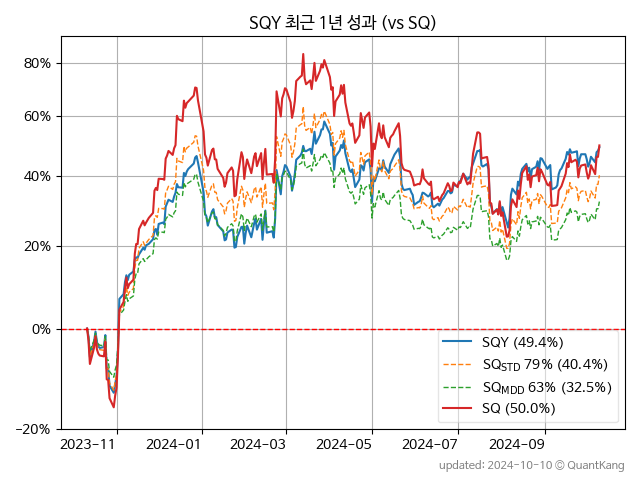 SQY 최근 1년 성과 (vs SQ)
80%
60%
40%
20%
0%
−20%
SQY (49.4%)
SQSTD 79% (40.4%)
SQMDD 63% (32.5%)
SQ (50.0%)
2023−11
2024−01
2024−03
2024−05
2024−07
2024−09
updated: 2024-10-10 © QuantKang